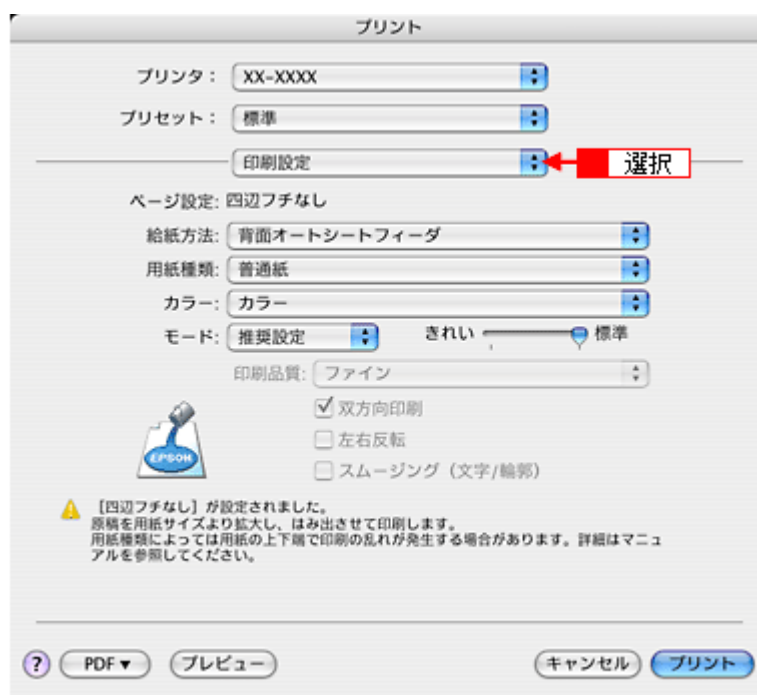 プリント
プリンタ： XX-XXXX
プリセット： 標準
印刷設定 選択
ページ設定: 四辺フチなし
給紙方法: 背面オートシートフィーダ
用紙種類: 普通紙
カラー: カラー
モード: 推奨設定 きれい 標準
印刷品質: ファイン
双方向印刷
左右反転
スムージング（文字/輪郭）
EPSON
［四辺フチなし］が設定されました。
原稿を用紙サイズより拡大し、はみ出させて印刷します。
用紙種類によっては用紙の上下端で印刷の乱れが発生する場合があります。詳細はマニュ
アルを参照してください。
? PDF▼ プレビュー キャンセル プリント